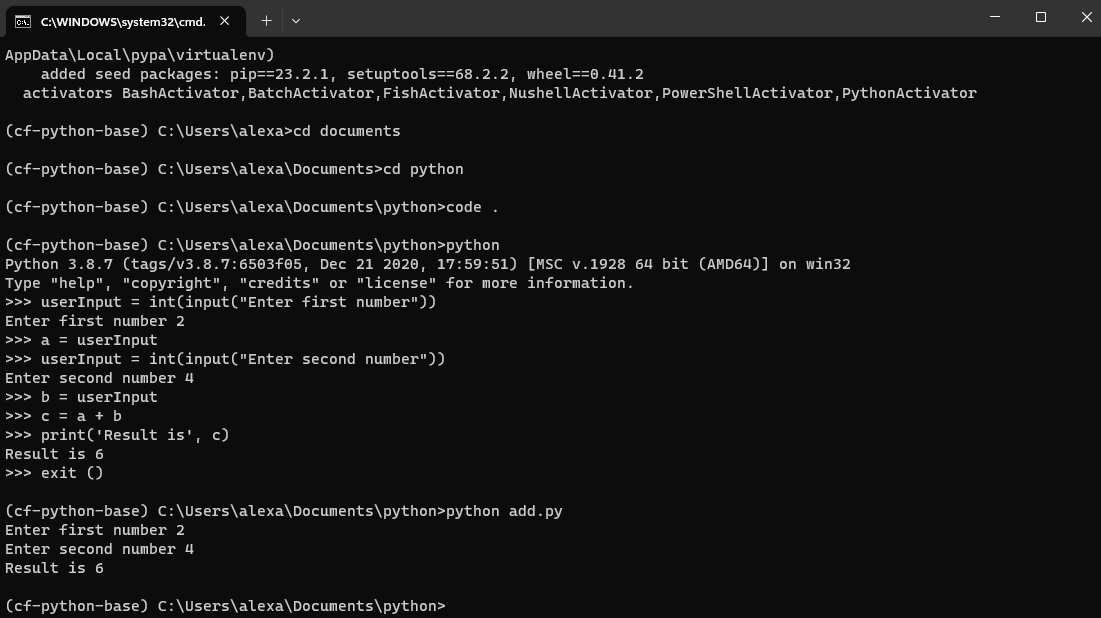 C:\WINDOWS\system32\cmd.
AppData\Local\pypa\virtualenv)
    added seed packages: pip==23.2.1, setuptools==68.2.2, wheel==0.41.2
  activators BashActivator,BatchActivator,FishActivator,NushellActivator,PowerShellActivator,PythonActivator
(cf-python-base) C:\Users\alexa>cd documents
(cf-python-base) C:\Users\alexa\Documents>cd python
(cf-python-base) C:\Users\alexa\Documents\python>code .
(cf-python-base) C:\Users\alexa\Documents\python>python
Python 3.8.7 (tags/v3.8.7:6503f05, Dec 21 2020, 17:59:51) [MSC v.1928 64 bit (AMD64)] on win32
Type "help", "copyright", "credits" or "license" for more information.
>>> userInput = int(input("Enter first number"))
Enter first number 2
>>> a = userInput
>>> userInput = int(input("Enter second number"))
Enter second number 4
>>> b = userInput
>>> c = a + b
>>> print('Result is', c)
Result is 6
>>> exit ()
(cf-python-base) C:\Users\alexa\Documents\python>python add.py
Enter first number 2
Enter second number 4
Result is 6
(cf-python-base) C:\Users\alexa\Documents\python>